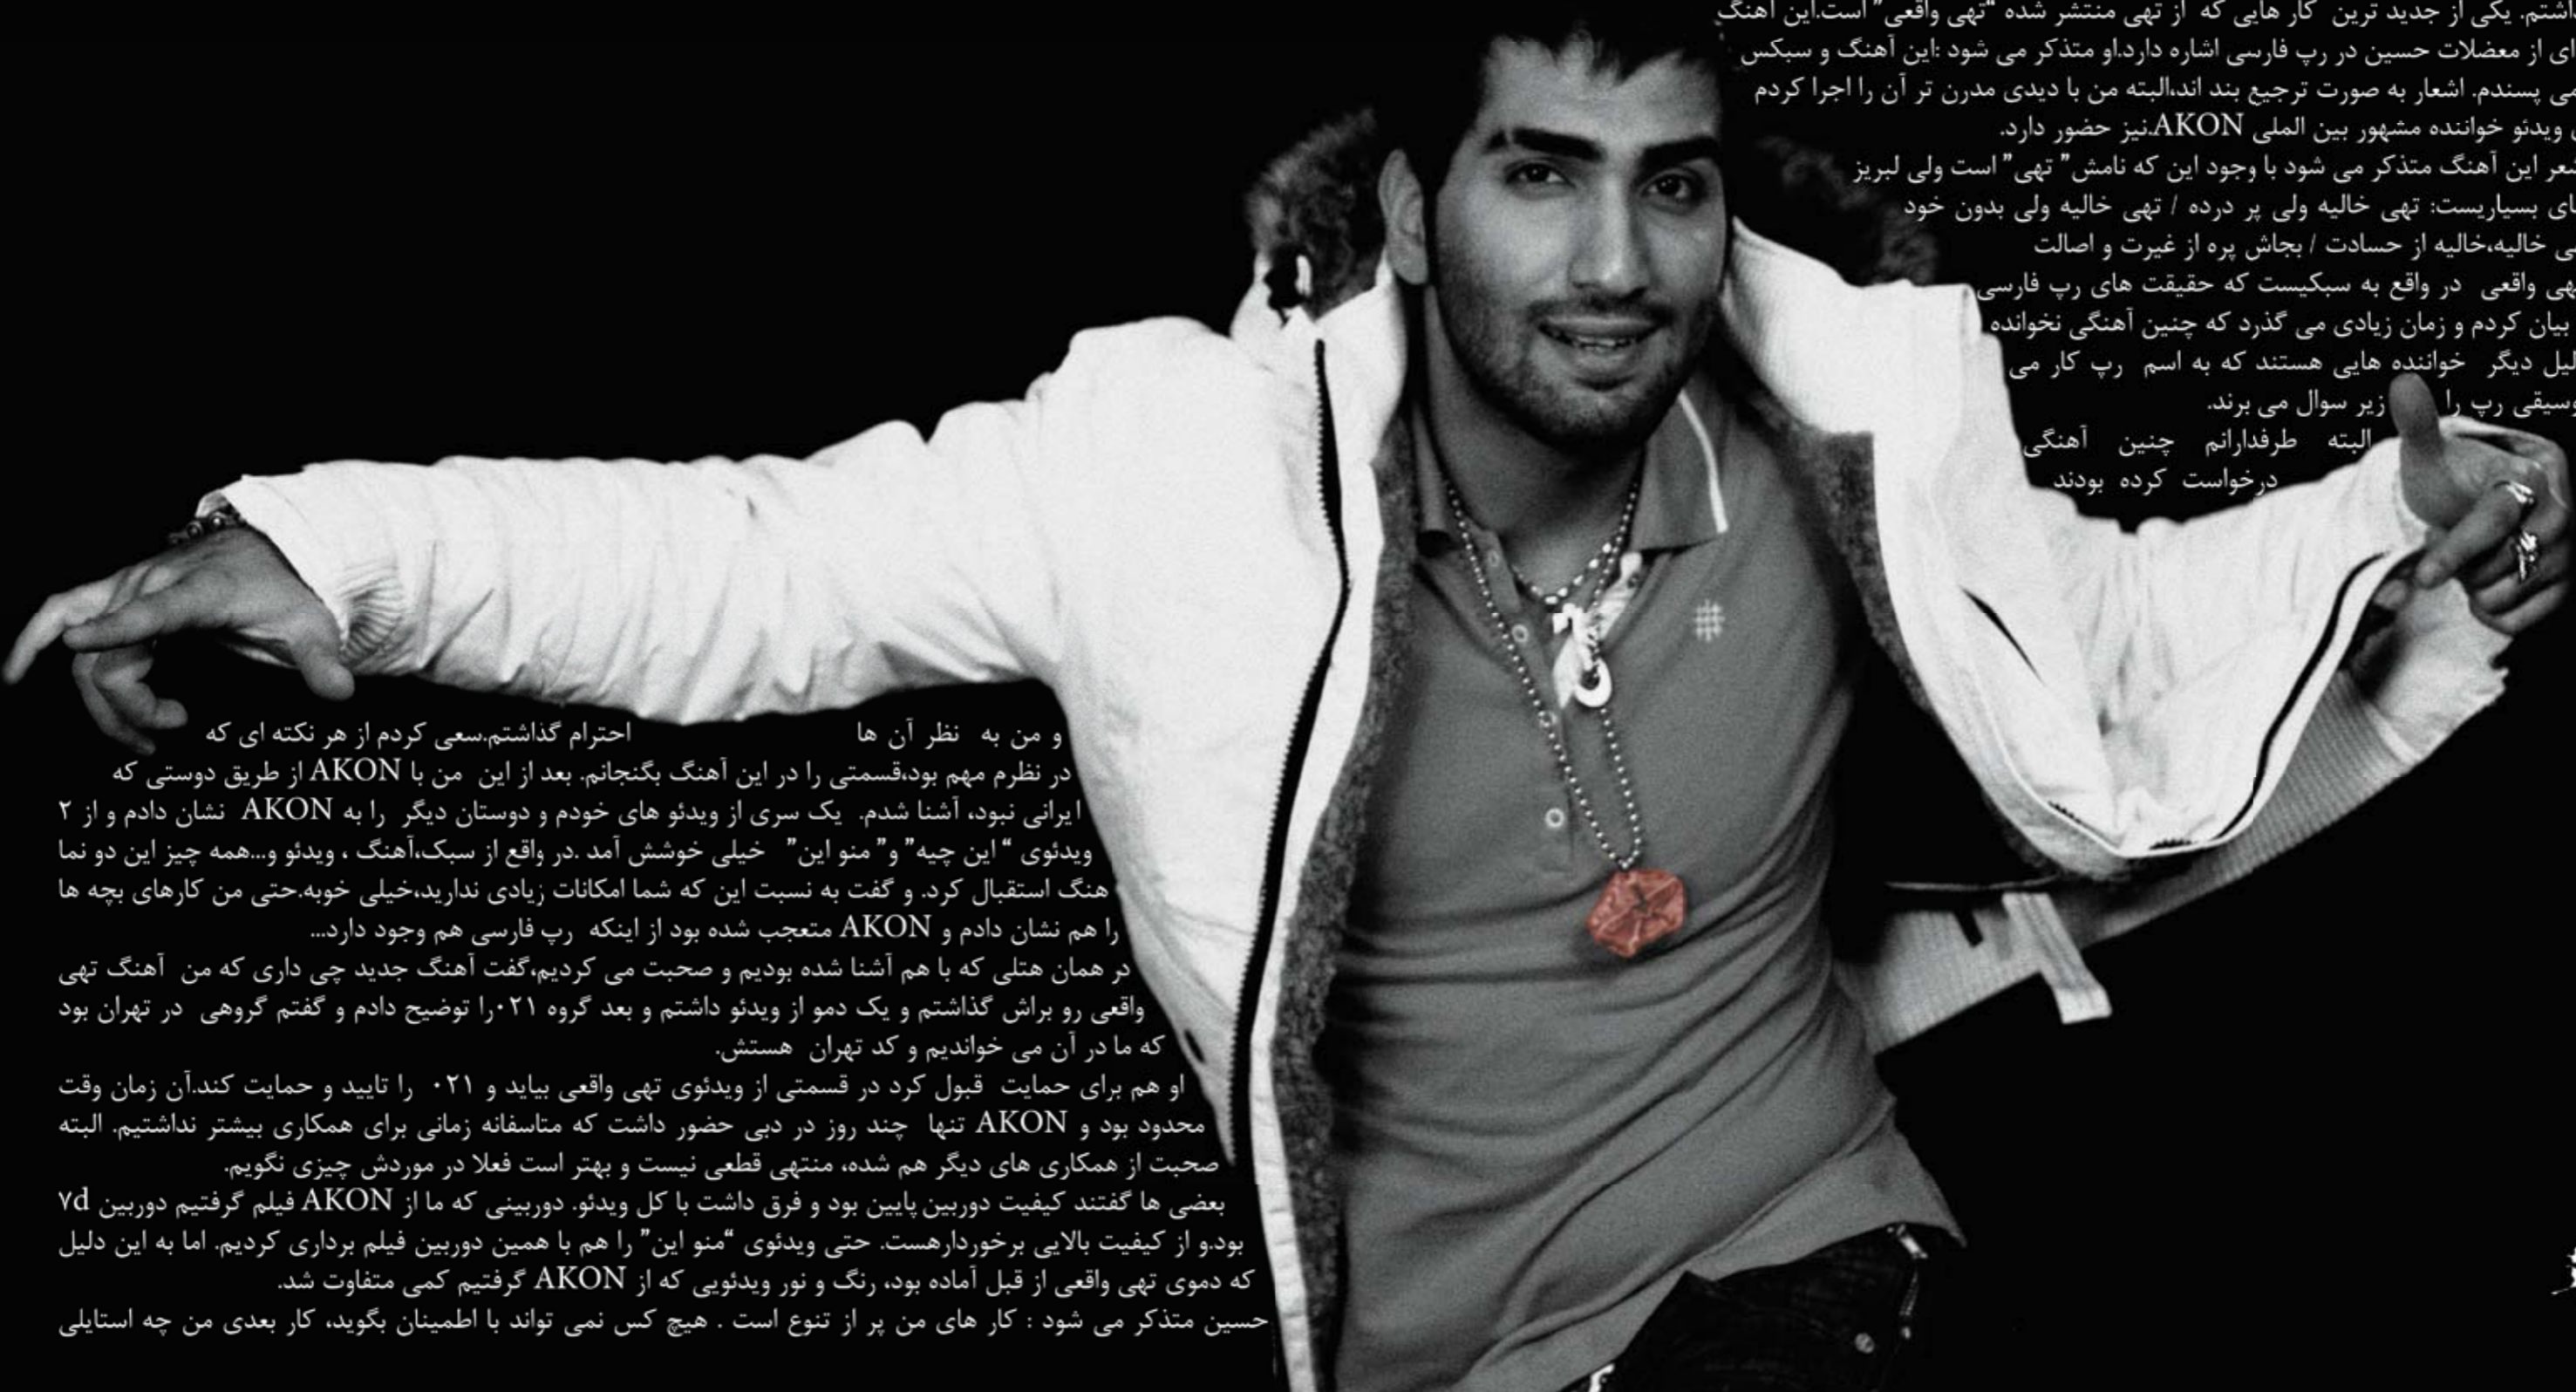 داشتم. یکی از جدید ترین کار هایی که از تهی منتشر شده “تهی واقعی” است.این آهنگ
ای از معضلات حسین در رپ فارسی اشاره دارد.او متذکر می شود :این آهنگ و سبکس
می پسندم. اشعار به صورت ترجیع بند اند،البته من با دیدی مدرن تر آن را اجرا کردم
ویدئو خواننده مشهور بین المللی AKON.نیز حضور دارد.
شعر این آهنگ متذکر می شود با وجود این که نامش” تهی” است ولی لبریز
های بسیاریست: تهی خالیه ولی پر درده / تهی خالیه ولی بدون خود
خالیه،خالیه از حسادت / بجاش پره از غیرت و اصالت
تهی واقعی در واقع به سبکیست که حقیقت های رپ فارسی
بیان کردم و زمان زیادی می گذرد که چنین آهنگی نخوانده
دلیل دیگر خواننده هایی هستند که به اسم رپ کار می
موسیقی رپ را زیر سوال می برند.
البته طرفدارانم چنین آهنگی
درخواست کرده بودند
و من به نظر آن ها احترام گذاشتم.سعی کردم از هر نکته ای که
در نظرم مهم بود،قسمتی را در این آهنگ بگنجانم. بعد از این من با AKON از طریق دوستی که
ایرانی نبود، آشنا شدم. یک سری از ویدئو های خودم و دوستان دیگر را به AKON نشان دادم و از ۲
ویدئوی “ این چیه” و” منو این” خیلی خوشش آمد .در واقع از سبک،آهنگ ، ویدئو و...همه چیز این دو نما
هنگ استقبال کرد. و گفت به نسبت این که شما امکانات زیادی ندارید،خیلی خوبه.حتی من کارهای بچه ها
را هم نشان دادم و AKON متعجب شده بود از اینکه رپ فارسی هم وجود دارد...
در همان هتلی که با هم آشنا شده بودیم و صحبت می کردیم،گفت آهنگ جدید چی داری که من آهنگ تهی
واقعی رو براش گذاشتم و یک دمو از ویدئو داشتم و بعد گروه ۰۲۱را توضیح دادم و گفتم گروهی در تهران بود
که ما در آن می خواندیم و کد تهران هستش.
او هم برای حمایت قبول کرد در قسمتی از ویدئوی تهی واقعی بیاید و ۰۲۱ را تایید و حمایت کند.آن زمان وقت
محدود بود و AKON تنها چند روز در دبی حضور داشت که متاسفانه زمانی برای همکاری بیشتر نداشتیم. البته
صحبت از همکاری های دیگر هم شده، منتهی قطعی نیست و بهتر است فعلا در موردش چیزی نگویم.
بعضی ها گفتند کیفیت دوربین پایین بود و فرق داشت با کل ویدئو. دوربینی که ما از AKON فیلم گرفتیم دوربین ۷d
بود.و از کیفیت بالایی برخوردارهست. حتی ویدئوی “منو این” را هم با همین دوربین فیلم برداری کردیم. اما به این دلیل
که دموی تهی واقعی از قبل آماده بود، رنگ و نور ویدئویی که از AKON گرفتیم کمی متفاوت شد.
حسین متذکر می شود : کار های من پر از تنوع است . هیچ کس نمی تواند با اطمینان بگوید، کار بعدی من چه استایلی